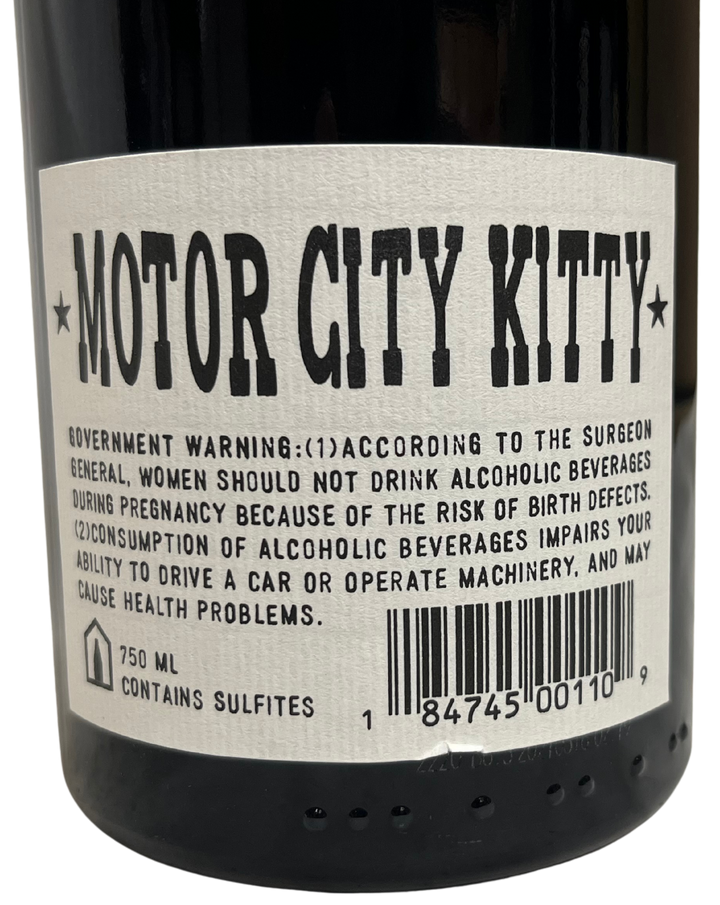 MOTOR CITY KITTY
GOVERNMENT WARNING:(1)ACCORDING TO THE SURGEON
GENERAL, WOMEN SHOULD NOT DRINK ALCOHOLIC BEVERAGES
DURING PREGNANCY BECAUSE OF THE RISK OF BIRTH DEFECTS.
(2)CONSUMPTION OF ALCOHOLIC BEVERAGES IMPAIRS YOUR
ABILITY TO DRIVE A CAR OR OPERATE MACHINERY, AND MAY
CAUSE HEALTH PROBLEMS.
750 ML
CONTAINS SULFITES
1 84745 00110 9